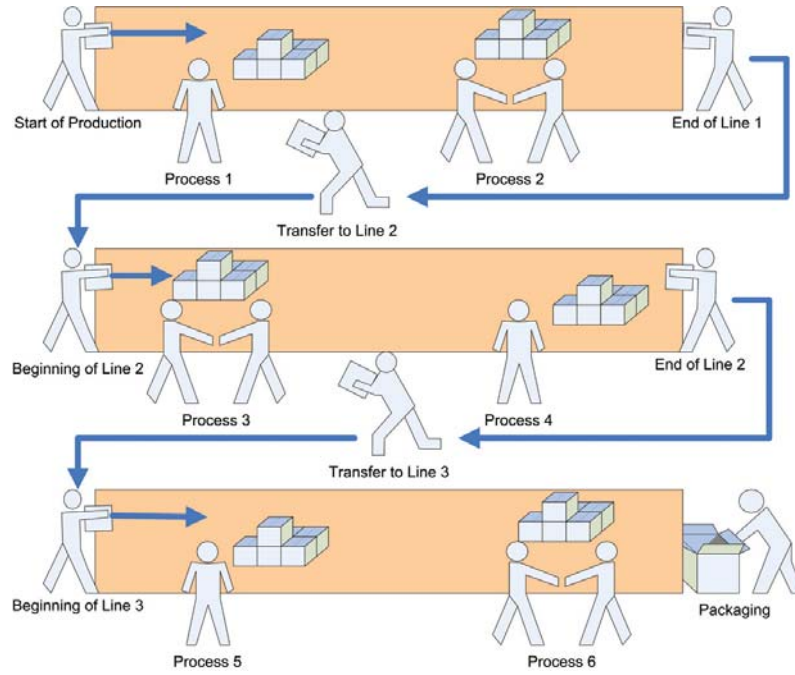 Start of Production
End of Line 1
Process 1
Process 2
Transfer to Line 2
Beginning of Line 2
End of Line 2
Process 3
Process 4
Transfer to Line 3
Beginning of Line 3
Packaging
Process 5
Process 6